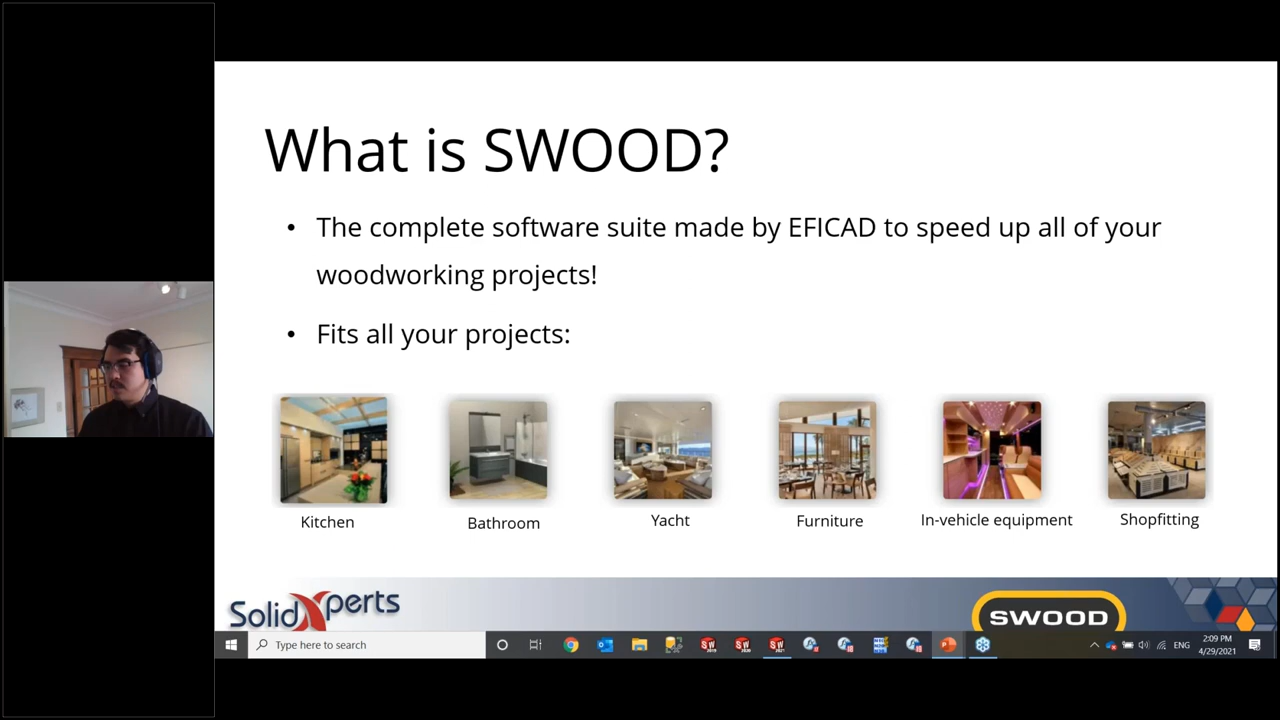 What is SWOOD?
• The complete software suite made by EFICAD to speed up all of your
woodworking projects!
• Fits all your projects:
Kitchen
Bathroom
Yacht
Furniture
In-vehicle equipment
Shopfitting
SolidXperts
SWOOD
Type here to search
ENG
2:09 PM
4/29/2021